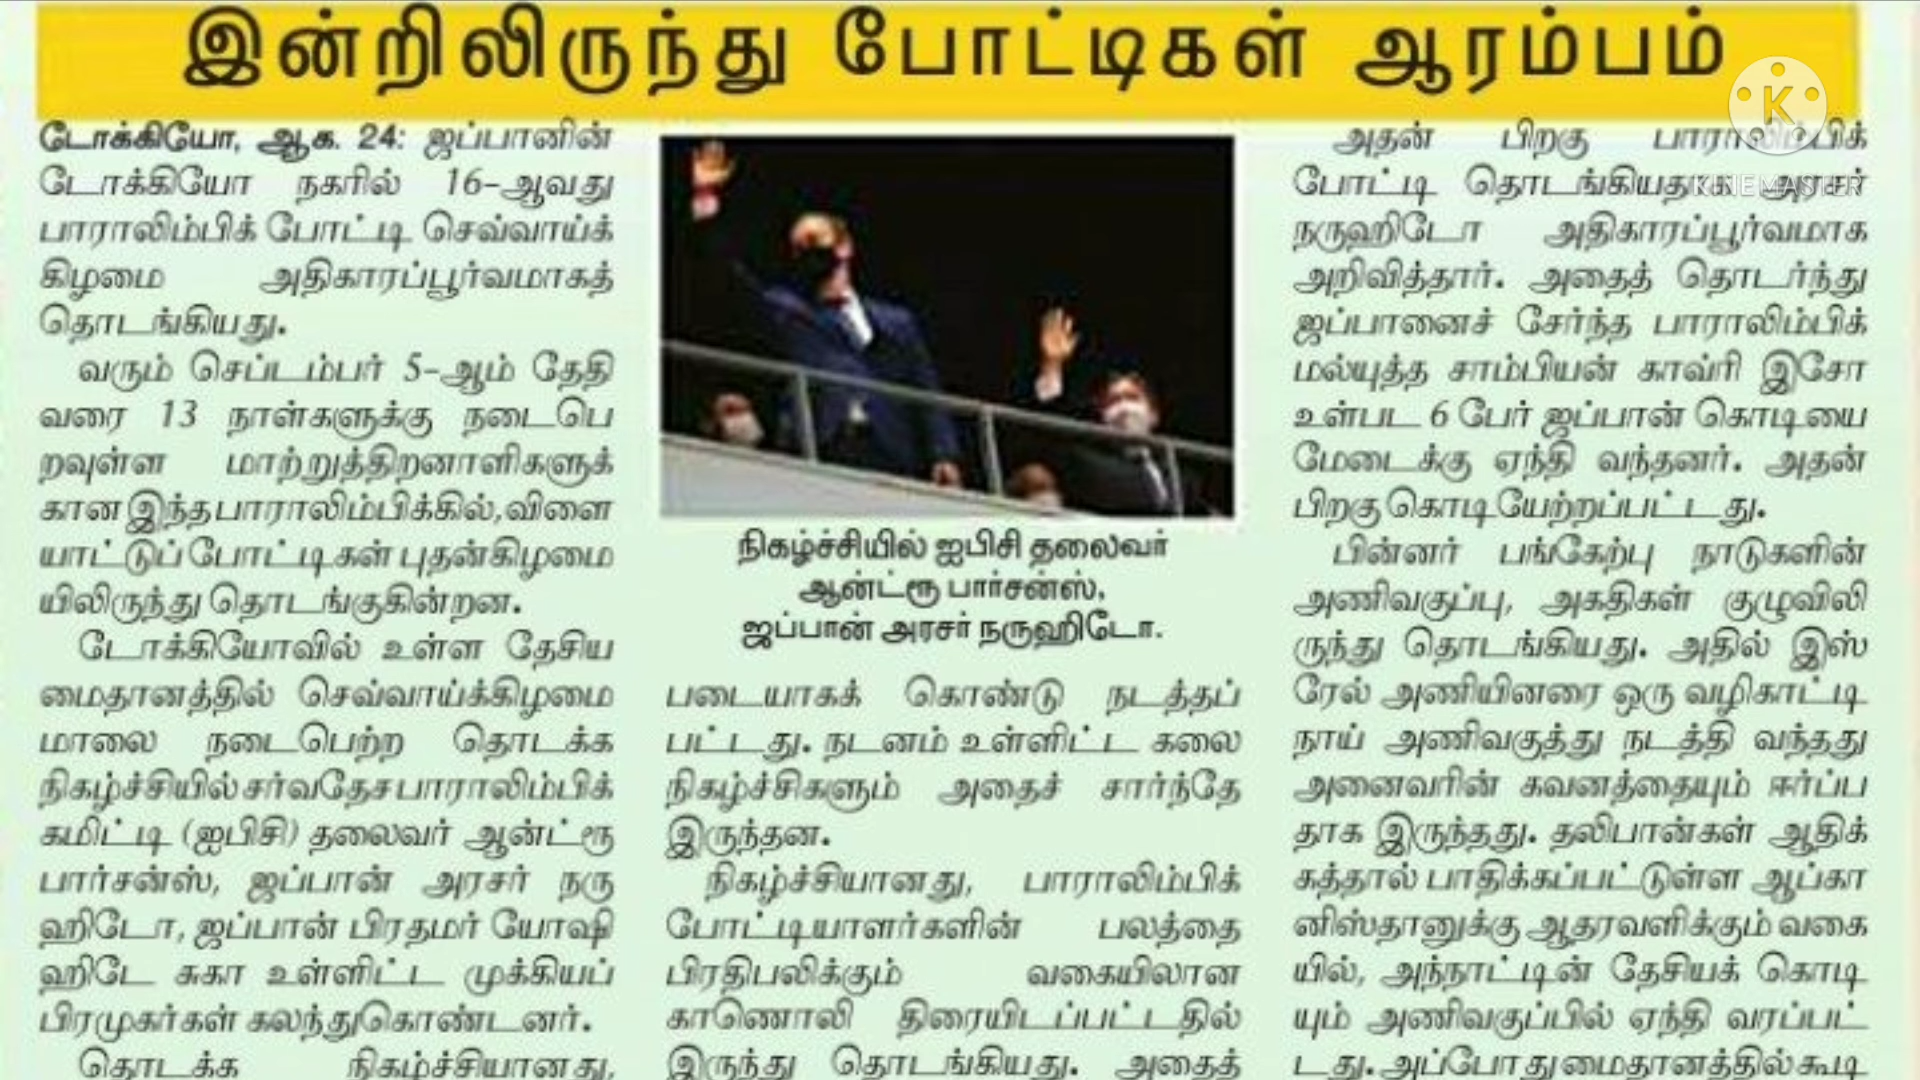 இன்றிலிருந்து போட்டிகள் ஆரம்பம்
டோக்கியோ, ஆக. 24: ஜப்பானின்
டோக்கியோ நகரில் 16-ஆவது
பாராலிம்பிக் போட்டி செவ்வாய்க்
கிழமை அதிகாரப்பூர்வமாகத்
தொடங்கியது.
வரும் செப்டம்பர் 5-ஆம் தேதி
வரை 13 நாள்களுக்கு நடைபெ
றவுள்ள மாற்றுத்திறனாளிகளுக்
கான இந்த பாராலிம்பிக்கில், விளை
யாட்டுப் போட்டிகள் புதன்கிழமை
யிலிருந்து தொடங்குகின்றன.
டோக்கியோவில் உள்ள தேசிய
மைதானத்தில் செவ்வாய்க்கிழமை
மாலை நடைபெற்ற தொடக்க
நிகழ்ச்சியில் சர்வதேச பாராலிம்பிக்
கமிட்டி (ஐபிசி) தலைவர் ஆன்ட்ரூ
பார்சன்ஸ், ஜப்பான் அரசர் நரு
ஹிடோ, ஜப்பான் பிரதமர் யோஷி
ஹிடே சுகா உள்ளிட்ட முக்கியப்
பிரமுகர்கள் கலந்துகொண்டனர்.
தொடக்க நிகழ்ச்சியானது,
நிகழ்ச்சியில் ஐபிசி தலைவர்
ஆன்ட்ரூ பார்சன்ஸ்,
ஜப்பான் அரசர் நருஹிடோ.
படையாகக் கொண்டு நடத்தப்
பட்டது. நடனம் உள்ளிட்ட கலை
நிகழ்ச்சிகளும் அதைச் சார்ந்தே
இருந்தன.
நிகழ்ச்சியானது, பாராலிம்பிக்
போட்டியாளர்களின் பலத்தை
பிரதிபலிக்கும் வகையிலான
காணொலி திரையிடப்பட்டதில்
இருந்து தொடங்கியது. அதைத்
அதன் பிறகு பாராலிம்பிக்
போட்டி தொடங்கியதாக அரசர்
நருஹிடோ அதிகாரப்பூர்வமாக
அறிவித்தார். அதைத் தொடர்ந்து
ஜப்பானைச் சேர்ந்த பாராலிம்பிக்
மல்யுத்த சாம்பியன் காவ்ரி இசோ
உள்பட 6 பேர் ஜப்பான் கொடியை
மேடைக்கு ஏந்தி வந்தனர். அதன்
பிறகு கொடியேற்றப்பட்டது.
பின்னர் பங்கேற்பு நாடுகளின்
அணிவகுப்பு, அகதிகள் குழுவிலி
ருந்து தொடங்கியது. அதில் இஸ்
ரேல் அணியினரை ஒரு வழிகாட்டி
நாய் அணிவகுத்து நடத்தி வந்தது
அனைவரின் கவனத்தையும் ஈர்ப்ப
தாக இருந்தது. தலிபான்கள் ஆதிக்
கத்தால் பாதிக்கப்பட்டுள்ள ஆப்கா
னிஸ்தானுக்கு ஆதரவளிக்கும் வகை
யில், அந்நாட்டின் தேசியக் கொடி
யும் அணிவகுப்பில் ஏந்தி வரப்பட்
டது. அப்போது மைதானத்தில் கூடி
K
KINEMASTER